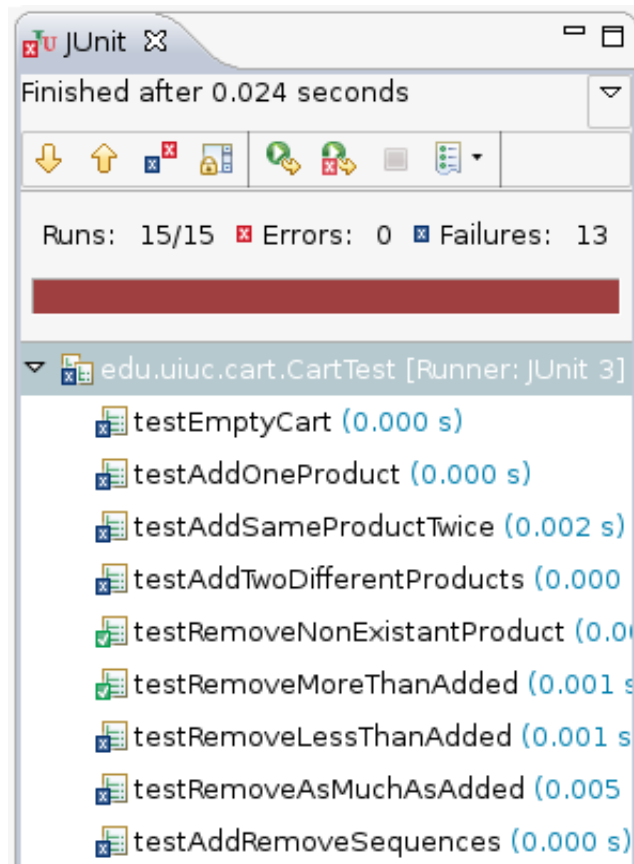 JUnit
Finished after 0.024 seconds
Runs: 15/15 Errors: 0 Failures: 13
edu.uiuc.cart.CartTest [Runner: JUnit 3]
testEmptyCart (0.000 s)
testAddOneProduct (0.000 s)
testAddSameProductTwice (0.002 s)
testAddTwoDifferentProducts (0.000
testRemoveNonExistantProduct (0.00
testRemoveMoreThanAdded (0.001 s
testRemoveLessThanAdded (0.001 s
testRemoveAsMuchAsAdded (0.005
testAddRemoveSequences (0.000 s)